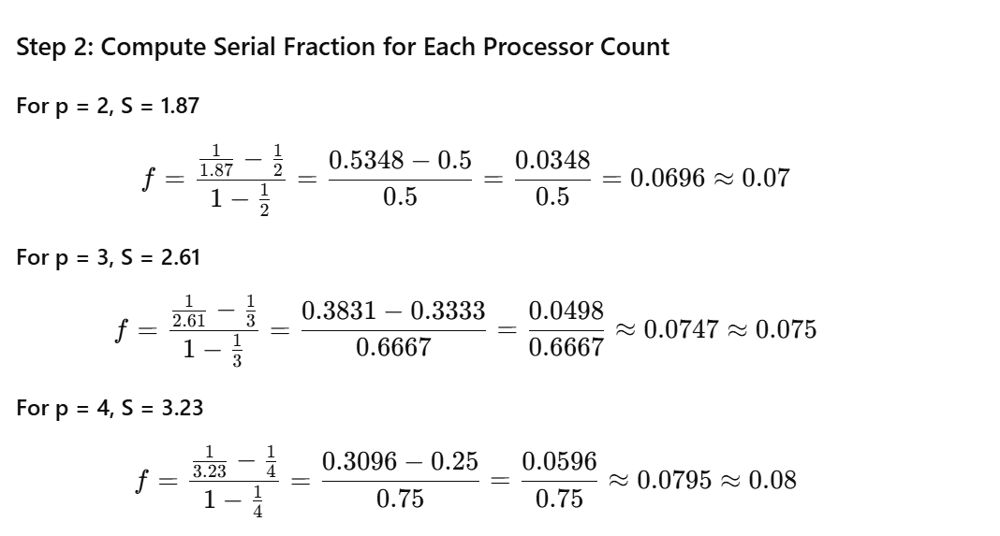 Step 2: Compute Serial Fraction for Each Processor Count
For p = 2, S = 1.87
f = \frac{\frac{1}{1.87} - \frac{1}{2}}{1 - \frac{1}{2}} = \frac{0.5348 - 0.5}{0.5} = \frac{0.0348}{0.5} = 0.0696 ≈ 0.07
For p = 3, S = 2.61
f = \frac{\frac{1}{2.61} - \frac{1}{3}}{1 - \frac{1}{3}} = \frac{0.3831 - 0.3333}{0.6667} = \frac{0.0498}{0.6667} ≈ 0.0747 ≈ 0.075
For p = 4, S = 3.23
f = \frac{\frac{1}{3.23} - \frac{1}{4}}{1 - \frac{1}{4}} = \frac{0.3096 - 0.25}{0.75} = \frac{0.0596}{0.75} ≈ 0.0795 ≈ 0.08